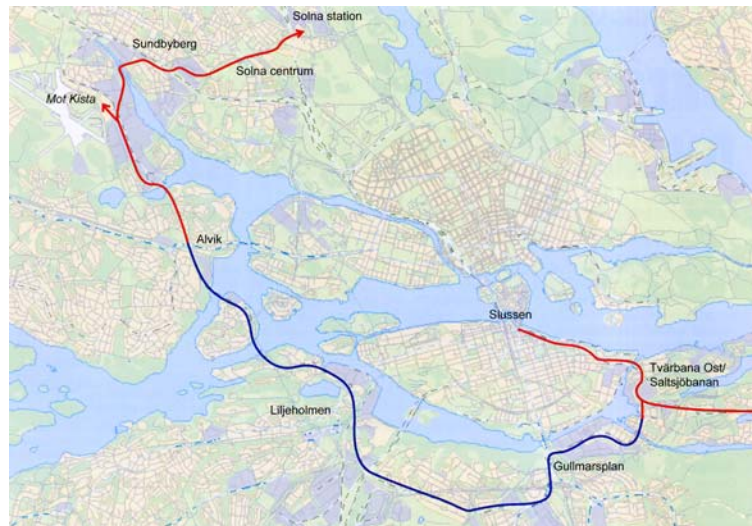 Solna station
Sundbyberg
Solna centrum
Mot Kista
Alvik
Slussen
Tvärbana Ost/
Saltsjöbanan
Liljeholmen
Gullmarsplan